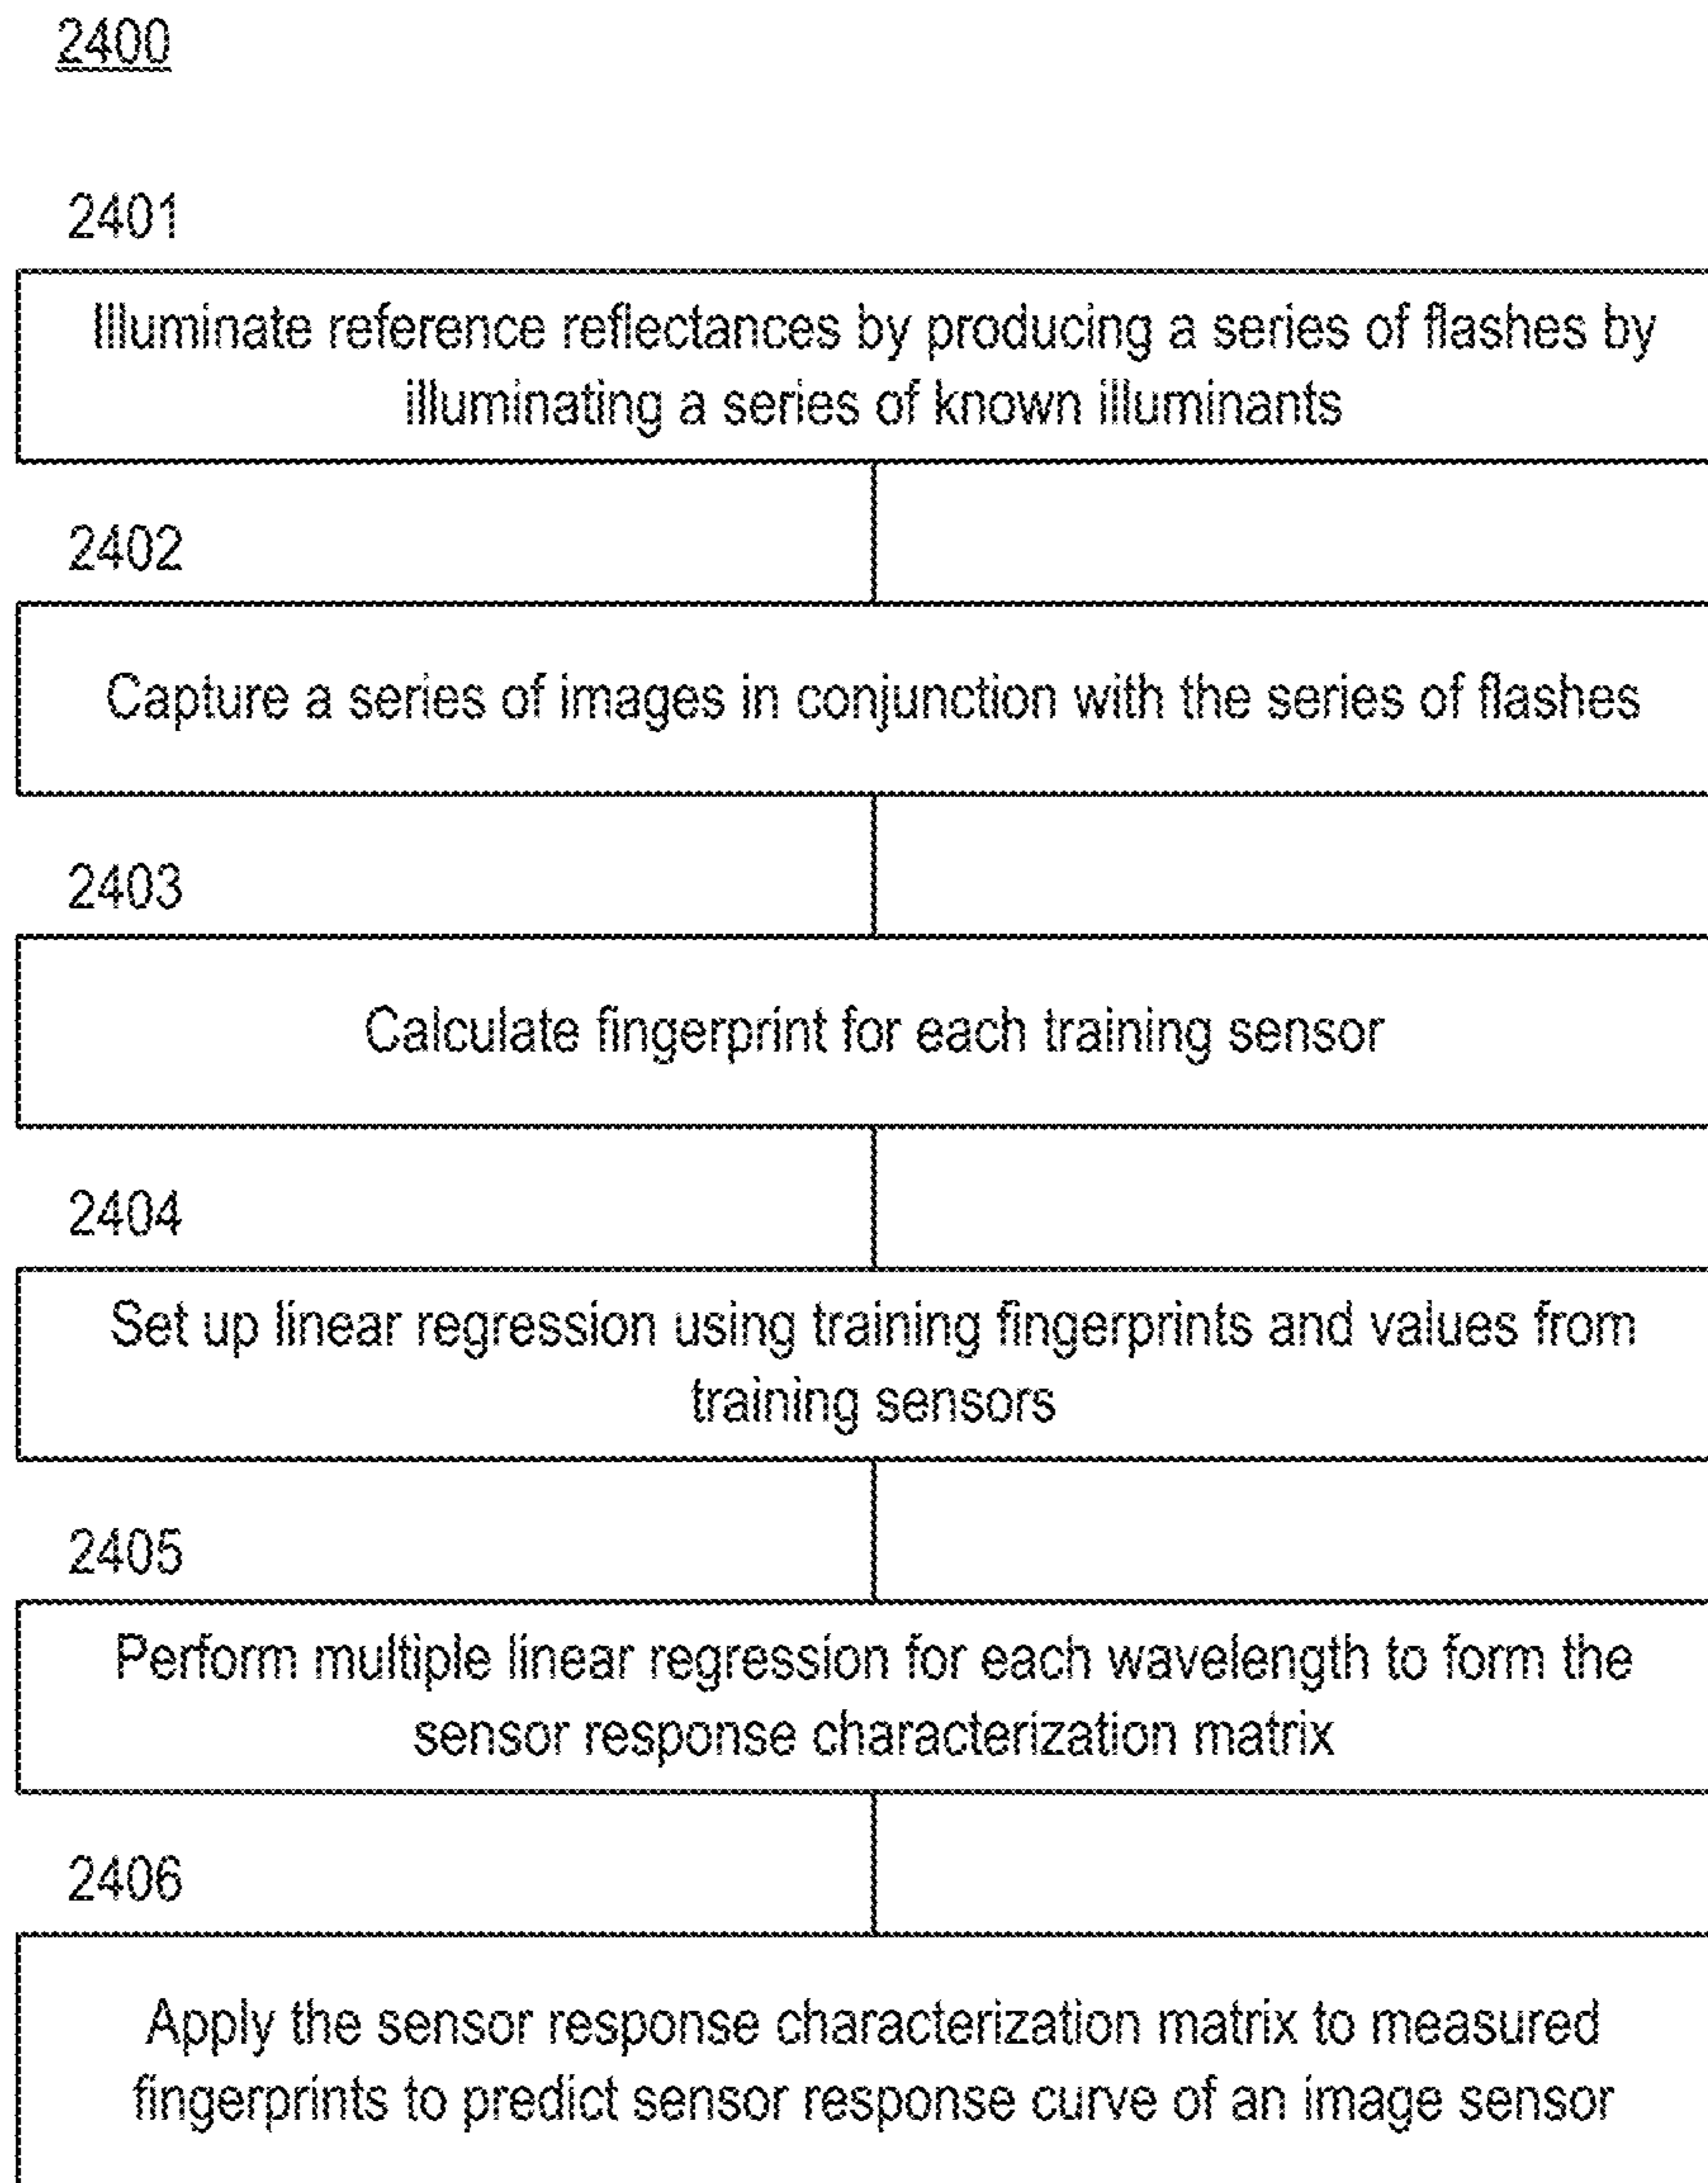 2400
2401
Illuminate reference reflectances by producing a series of flashes by
illuminating a series of known illuminants
2402
Capture a series of images in conjunction with the series of flashes
2403
Calculate fingerprint for each training sensor
2404
Set up linear regression using training fingerprints and values from
training sensors
2405
Perform multiple linear regression for each wavelength to form the
sensor response characterization matrix
2406
Apply the sensor response characterization matrix to measured
fingerprints to predict sensor response curve of an image sensor